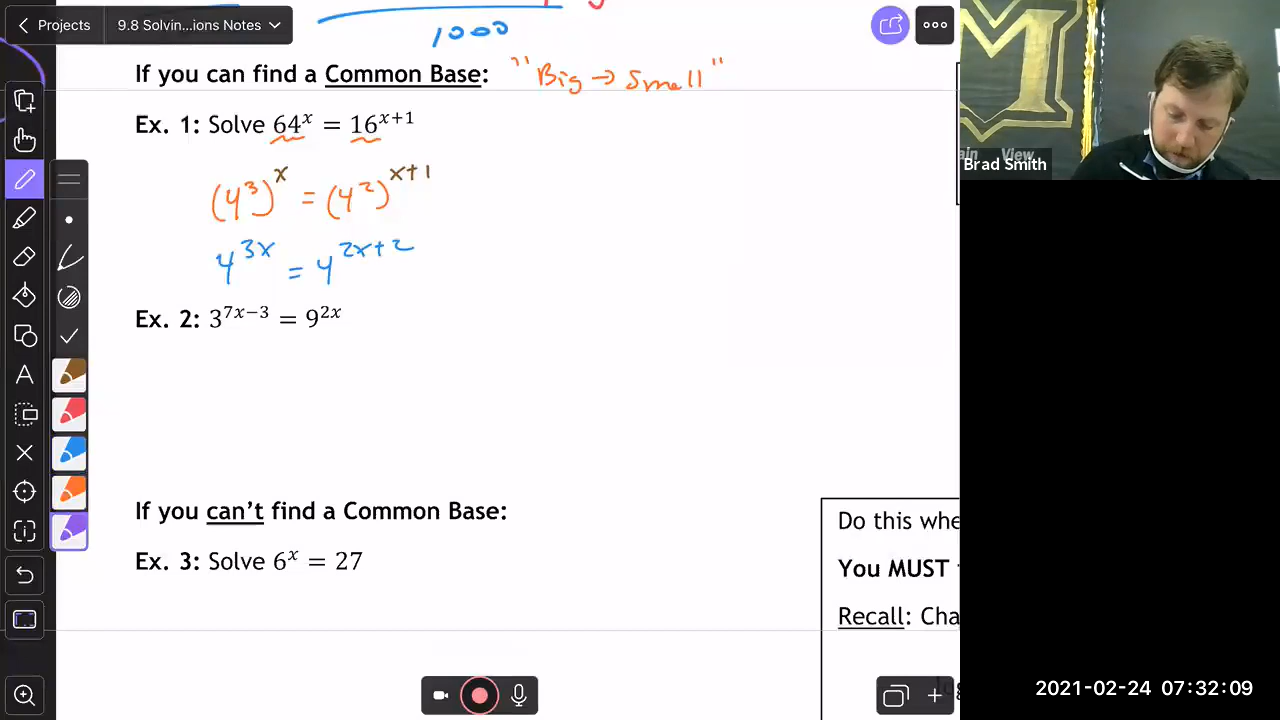 Projects
9.8 Solvin...ions Notes
1000
If you can find a Common Base: "Big → Small"
Ex. 1: Solve 64^x = 16^{x+1}
(4^3)^x = (4^2)^{x+1}
4^{3x} = 4^{2x+2}
Ex. 2: 3^{7x−3} = 9^{2x}
If you can't find a Common Base:
Ex. 3: Solve 6^x = 27
Do this whe
You MUST
Recall: Cha
M
ain View
Brad Smith
2021-02-24 07:32:09